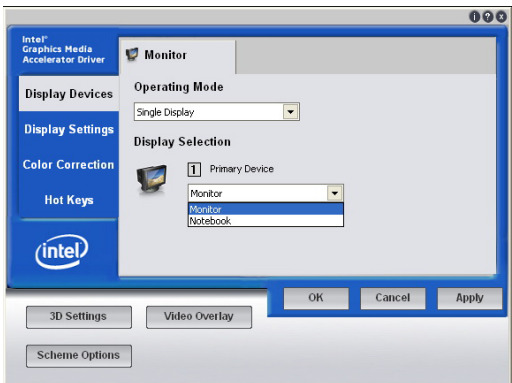 Intel®
Graphics Media
Accelerator Driver
Monitor
Display Devices
Display Settings
Color Correction
Hot Keys
intel
Operating Mode
Single Display
Display Selection
1 Primary Device
Monitor
Monitor
Notebook
OK Cancel Apply
3D Settings Video Overlay
Scheme Options